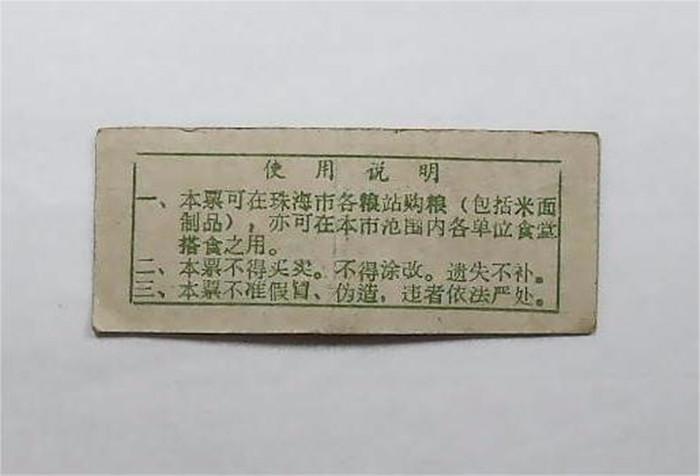 使用说明
一、本票可在珠海市各粮站购粮（包括米面
制品），亦可在本市范围内各单位食堂
搭食之用。
二、本票不得买卖。不得涂改。遗失不补。
三、本票不准假冒、伪造，违者依法严处。